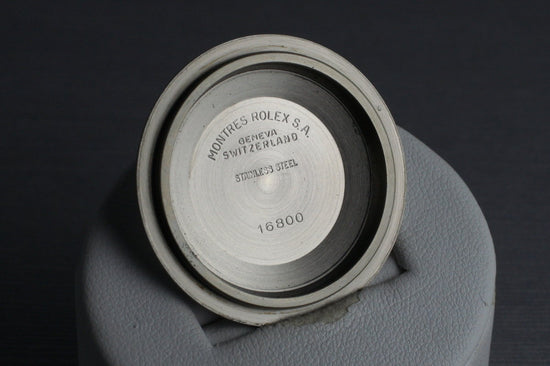 MONTRES ROLEX S.A.
GENEVA
SWITZERLAND
STAINLESS STEEL
16800